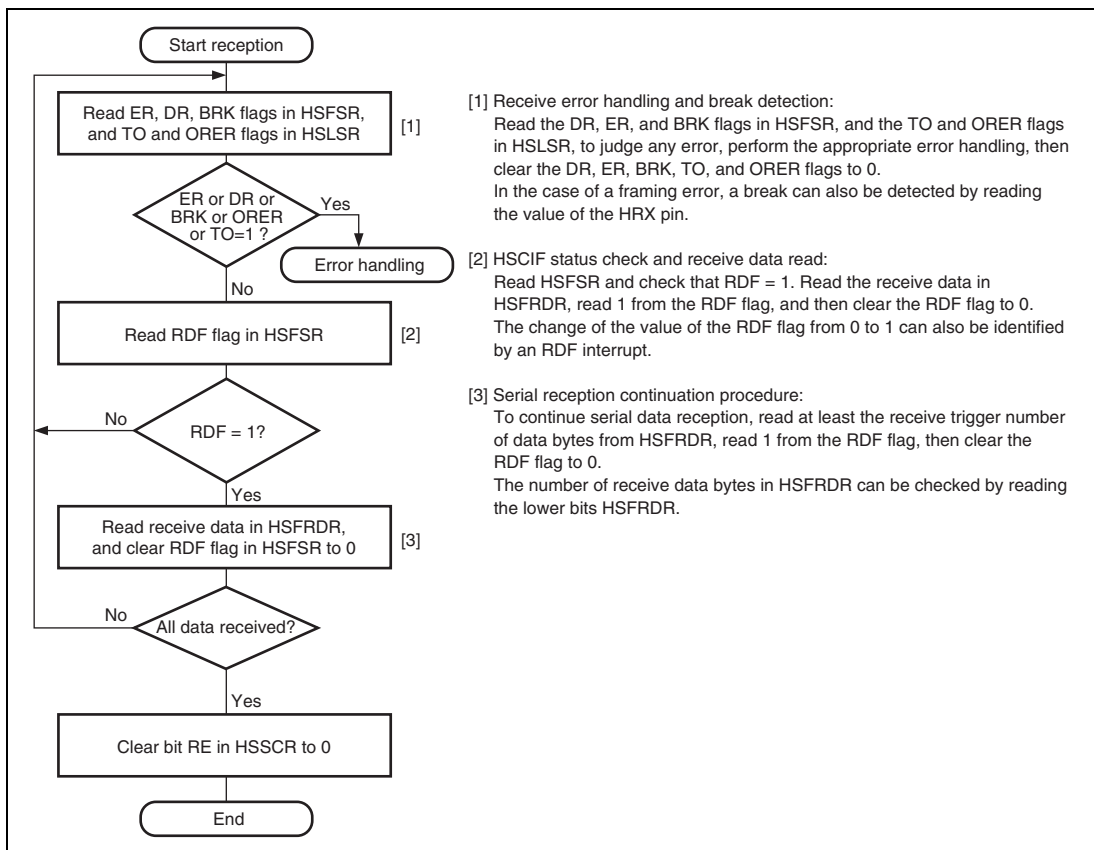 Start reception
Read ER, DR, BRK flags in HSFSR,
and TO and ORER flags in HSLSR
[1]
ER or DR or
BRK or ORER
or TO=1 ?
Yes
Error handling
No
Read RDF flag in HSFSR
[2]
No
RDF = 1?
Yes
Read receive data in HSFRDR,
and clear RDF flag in HSFSR to 0
[3]
No
All data received?
Yes
Clear bit RE in HSSCR to 0
End
[1] Receive error handling and break detection:
Read the DR, ER, and BRK flags in HSFSR, and the TO and ORER flags
in HSLSR, to judge any error, perform the appropriate error handling, then
clear the DR, ER, BRK, TO, and ORER flags to 0.
In the case of a framing error, a break can also be detected by reading
the value of the HRX pin.
[2] HSCIF status check and receive data read:
Read HSFSR and check that RDF = 1. Read the receive data in
HSFRDR, read 1 from the RDF flag, and then clear the RDF flag to 0.
The change of the value of the RDF flag from 0 to 1 can also be identified
by an RDF interrupt.
[3] Serial reception continuation procedure:
To continue serial data reception, read at least the receive trigger number
of data bytes from HSFRDR, read 1 from the RDF flag, then clear the
RDF flag to 0.
The number of receive data bytes in HSFRDR can be checked by reading
the lower bits HSFRDR.